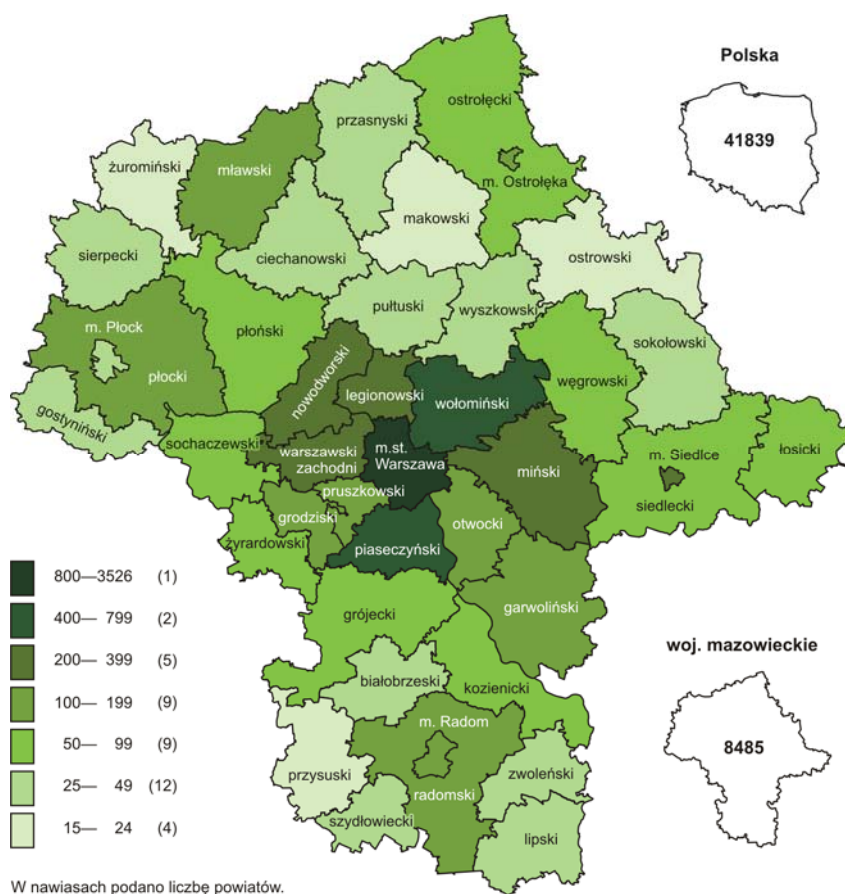 Polska
41839
ostrołęcki
przasnyski
żuromiński
mławski
m. Ostrołęka
makowski
sierpecki
ciechanowski
ostrowski
pułtuski
wyszkowski
m. Płock
płoński
sokołowski
płocki
nowodworski
legionowski
wołomiński
węgrowski
gostyniński
sochaczewski
warszawski
zachodni
m.st.
Warszawa
miński
m. Siedlce
łosicki
siedlecki
pruszkowski
grodziski
otwocki
żyrardowski
piaseczyński
garwoliński
grójecki
białobrzeski
kozienicki
m. Radom
przysuski
zwoleński
radomski
szydłowiecki
lipski
800—3526 (1)
400— 799 (2)
200— 399 (5)
100— 199 (9)
50— 99 (9)
25— 49 (12)
15— 24 (4)
woj. mazowieckie
8485
W nawiasach podano liczbę powiatów.